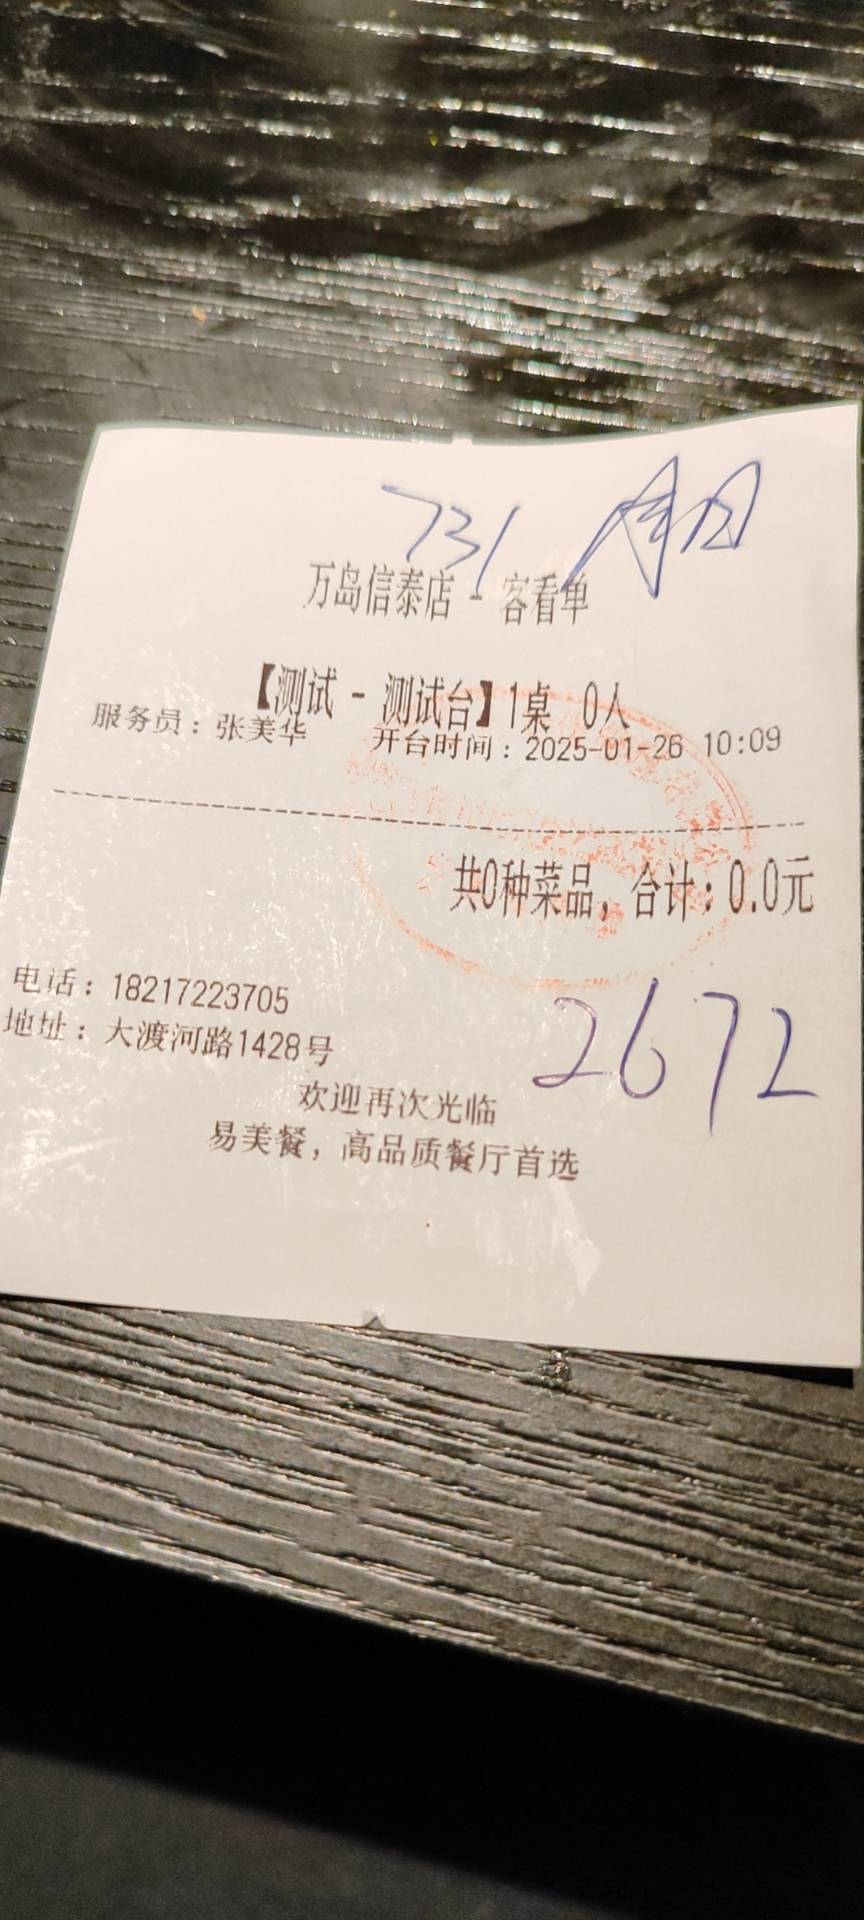 731
万岛信泰店 - 客看单
【测试 - 测试台】1桌 0人
服务员：张美华 开台时间：2025-01-26 10:09
共0种菜品，合计：0.0元
电话：18217223705
地址：大渡河路1428号
2672
欢迎再次光临
易美餐，高品质餐厅首选